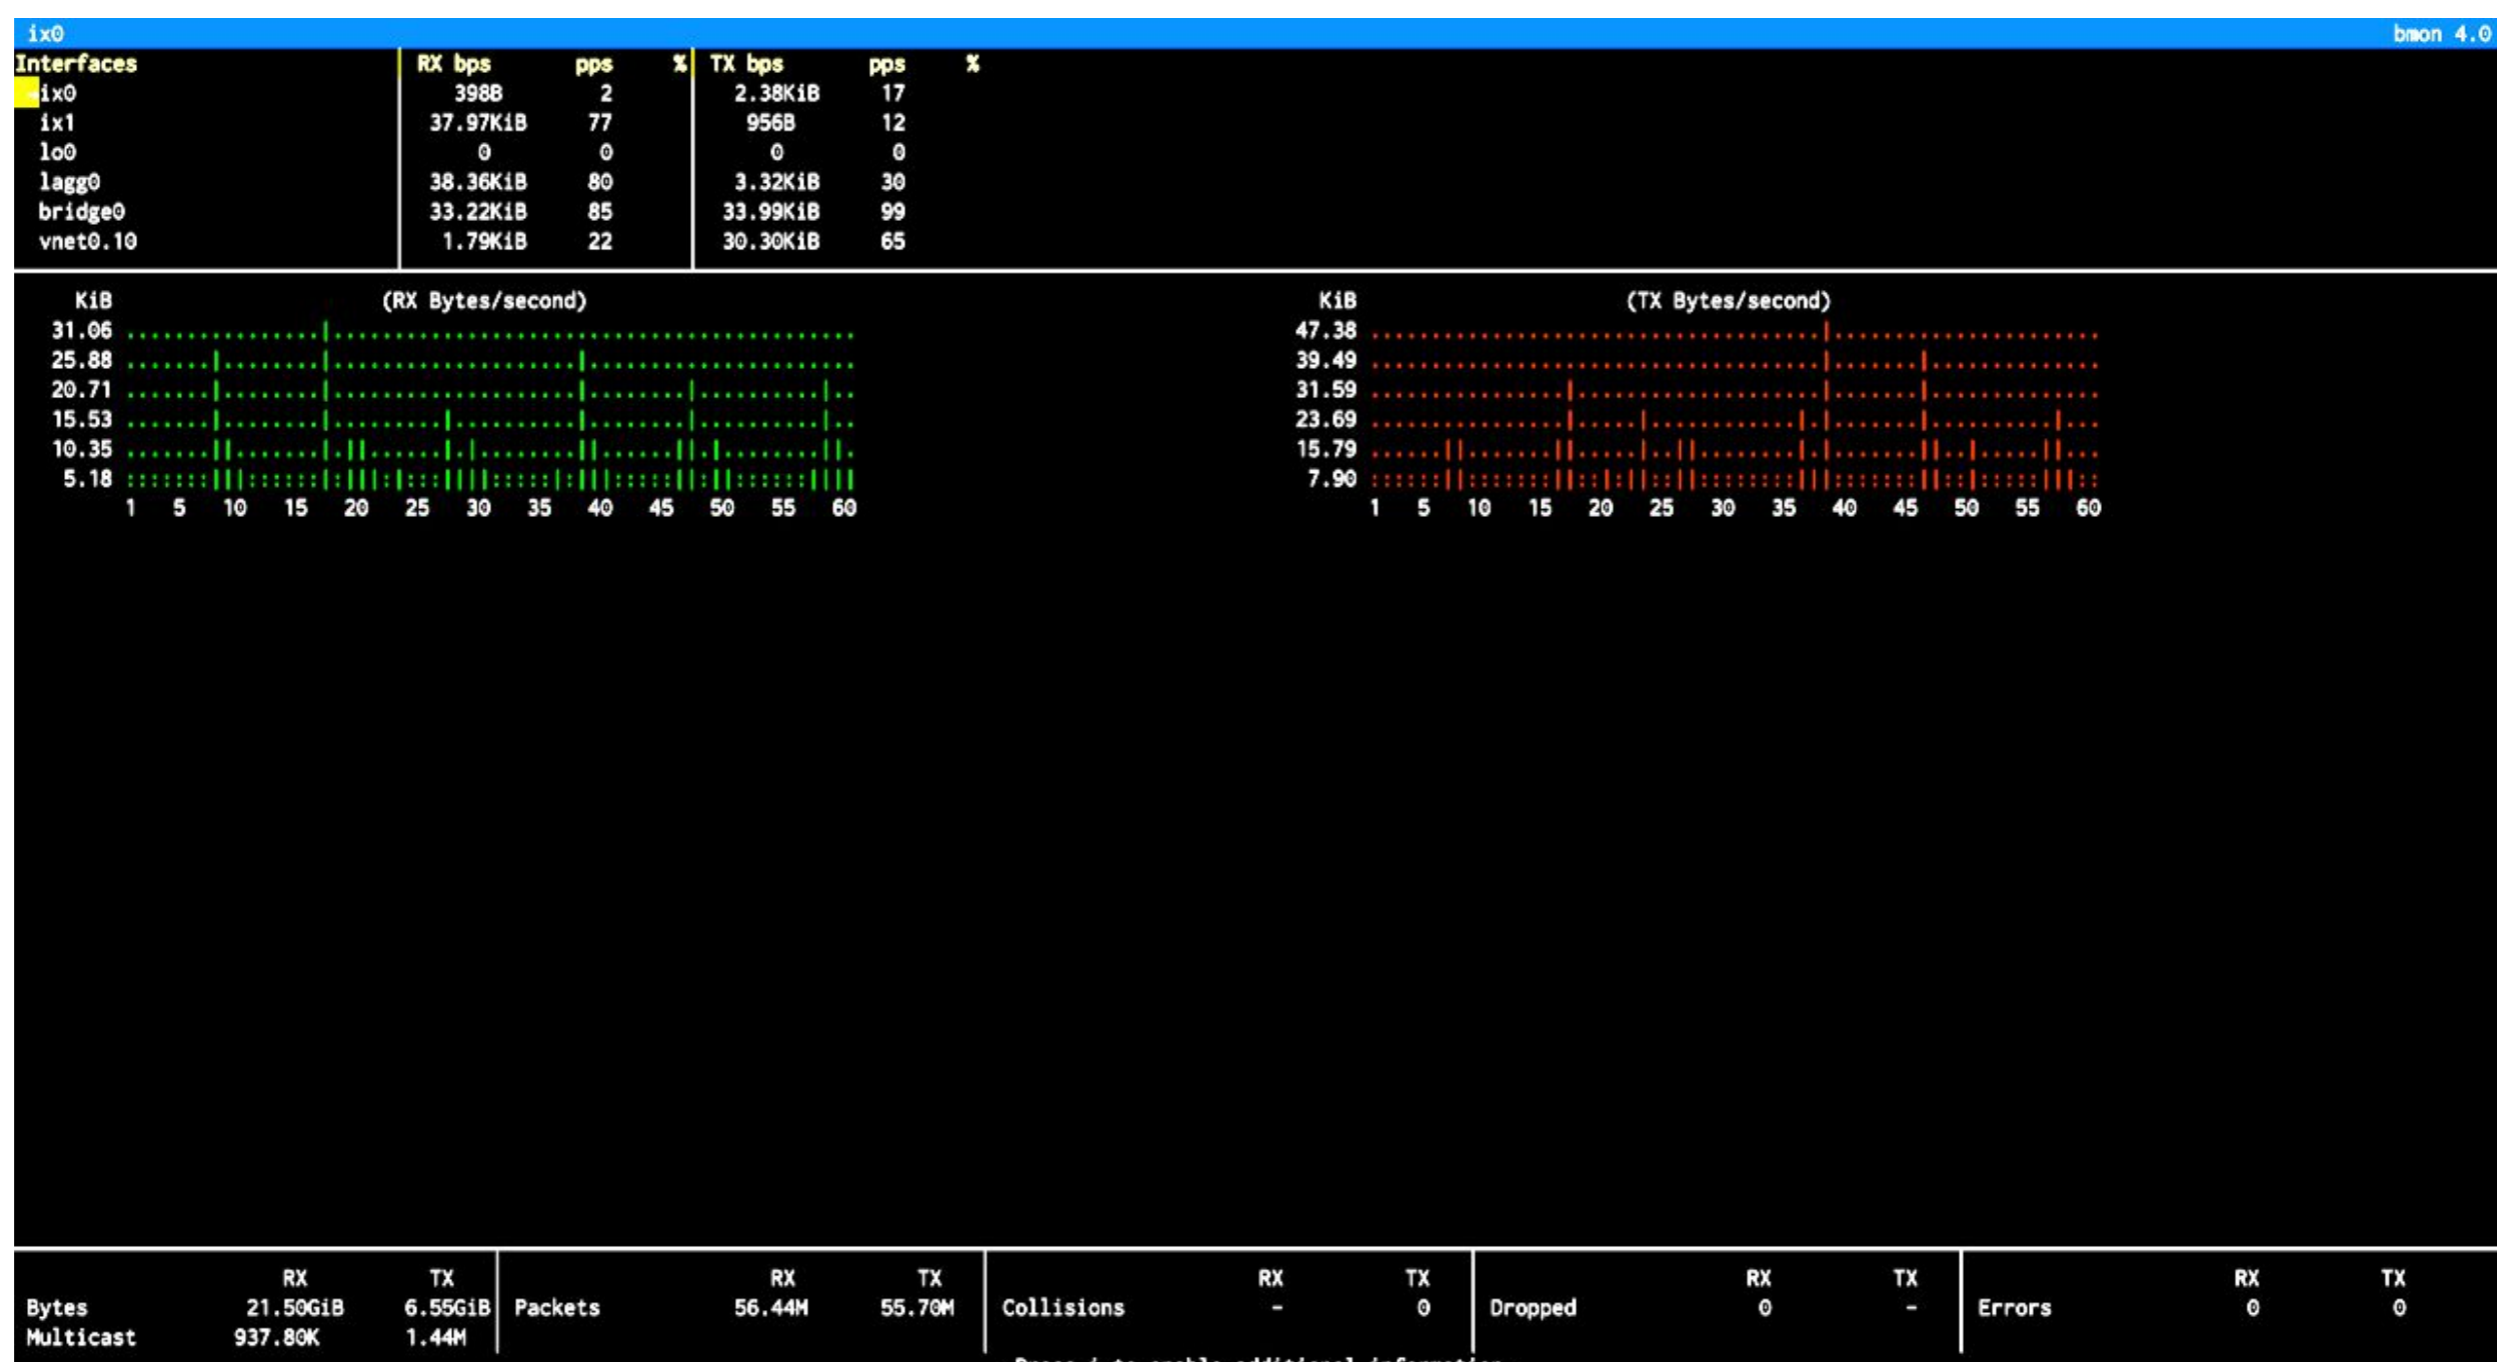 ix0 bmon 4.0
Interfaces RX bps pps % TX bps pps %
ix0 398B 2 2.38KiB 17
ix1 37.97KiB 77 956B 12
lo0 0 0 0 0
lagg0 38.36KiB 80 3.32KiB 30
bridge0 33.22KiB 85 33.99KiB 99
vnet0.10 1.79KiB 22 30.30KiB 65
KiB (RX Bytes/second) KiB (TX Bytes/second)
31.06 47.38
25.88 39.49
20.71 31.59
15.53 23.69
10.35 15.79
5.18 7.90
1 5 10 15 20 25 30 35 40 45 50 55 60 1 5 10 15 20 25 30 35 40 45 50 55 60
RX TX RX TX RX TX RX TX RX TX
Bytes 21.50GiB 6.55GiB Packets 56.44M 55.70M Collisions - 0 Dropped 0 - Errors 0 0
Multicast 937.80K 1.44M